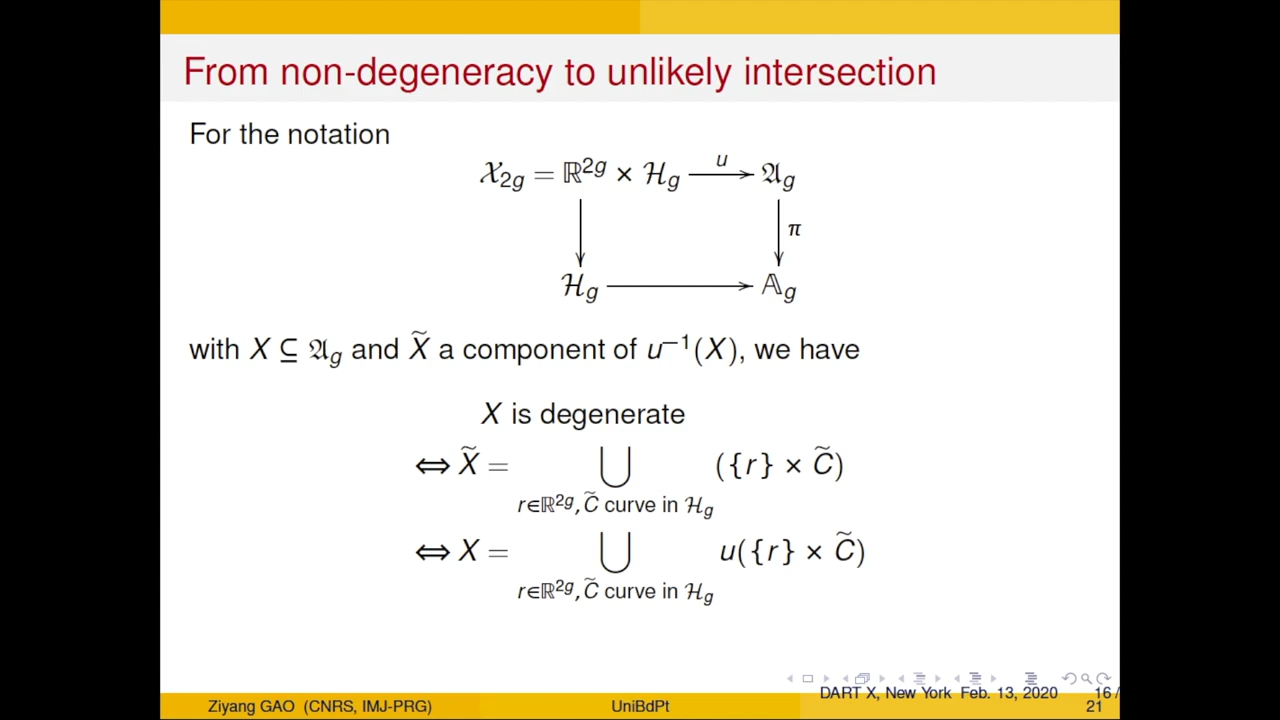 From non-degeneracy to unlikely intersection
For the notation
𝒳_{2g} = ℝ^{2g} × ℋ_g → 𝔄_g
u
π
ℋ_g → 𝔸_g
with X ⊆ 𝔄_g and X̃ a component of u^{−1}(X), we have
X is degenerate
⇔ X̃ = ⋃ ({r} × C̃)
r∈ℝ^{2g}, C̃ curve in ℋ_g
⇔ X = ⋃ u({r} × C̃)
r∈ℝ^{2g}, C̃ curve in ℋ_g
Ziyang GAO (CNRS, IMJ-PRG)
UniBdPt
DART X, New York Feb. 13, 2020
16 /
21